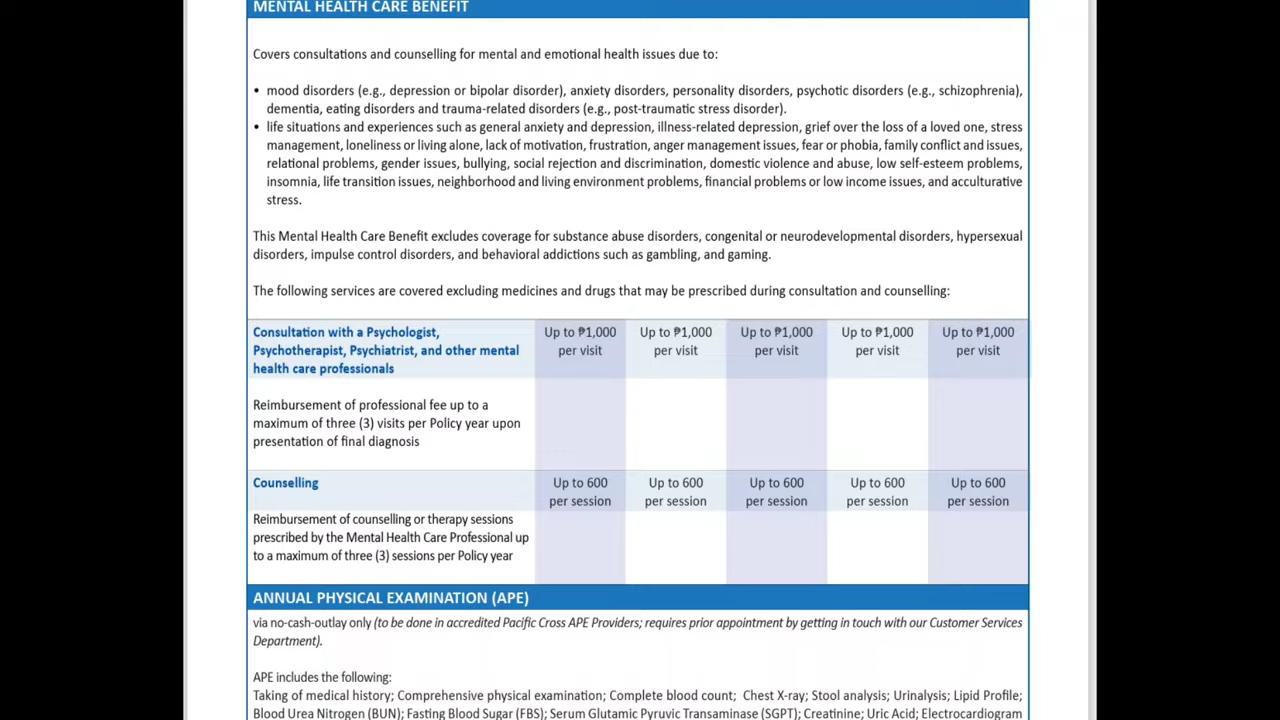 MENTAL HEALTH CARE BENEFIT
Covers consultations and counselling for mental and emotional health issues due to:
• mood disorders (e.g., depression or bipolar disorder), anxiety disorders, personality disorders, psychotic disorders (e.g., schizophrenia),
dementia, eating disorders and trauma-related disorders (e.g., post-traumatic stress disorder).
• life situations and experiences such as general anxiety and depression, illness-related depression, grief over the loss of a loved one, stress
management, loneliness or living alone, lack of motivation, frustration, anger management issues, fear or phobia, family conflict and issues,
relational problems, gender issues, bullying, social rejection and discrimination, domestic violence and abuse, low self-esteem problems,
insomnia, life transition issues, neighborhood and living environment problems, financial problems or low income issues, and acculturative
stress.
This Mental Health Care Benefit excludes coverage for substance abuse disorders, congenital or neurodevelopmental disorders, hypersexual
disorders, impulse control disorders, and behavioral addictions such as gambling, and gaming.
The following services are covered excluding medicines and drugs that may be prescribed during consultation and counselling:
Consultation with a Psychologist, Up to ₱1,000 Up to ₱1,000 Up to ₱1,000 Up to ₱1,000 Up to ₱1,000
Psychotherapist, Psychiatrist, and other mental per visit per visit per visit per visit per visit
health care professionals
Reimbursement of professional fee up to a
maximum of three (3) visits per Policy year upon
presentation of final diagnosis
Counselling Up to 600 Up to 600 Up to 600 Up to 600 Up to 600
per session per session per session per session per session
Reimbursement of counselling or therapy sessions
prescribed by the Mental Health Care Professional up
to a maximum of three (3) sessions per Policy year
ANNUAL PHYSICAL EXAMINATION (APE)
via no-cash-outlay only (to be done in accredited Pacific Cross APE Providers; requires prior appointment by getting in touch with our Customer Services
Department).
APE includes the following:
Taking of medical history; Comprehensive physical examination; Complete blood count; Chest X-ray; Stool analysis; Urinalysis; Lipid Profile;
Blood Urea Nitrogen (BUN); Fasting Blood Sugar (FBS); Serum Glutamic Pyruvic Transaminase (SGPT); Creatinine; Uric Acid; Electrocardiogram